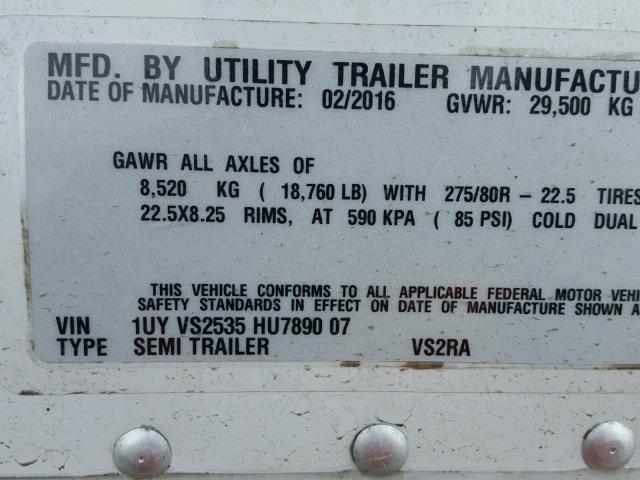 MFD. BY UTILITY TRAILER MANUFACTU
DATE OF MANUFACTURE: 02/2016 GVWR: 29,500 KG
GAWR ALL AXLES OF
8,520 KG ( 18,760 LB) WITH 275/80R - 22.5 TIRES
22.5X8.25 RIMS, AT 590 KPA ( 85 PSI) COLD DUAL
THIS VEHICLE CONFORMS TO ALL APPLICABLE FEDERAL MOTOR VEHI
SAFETY STANDARDS IN EFFECT ON DATE OF MANUFACTURE SHOWN A
VIN 1UY VS2535 HU7890 07
TYPE SEMI TRAILER VS2RA